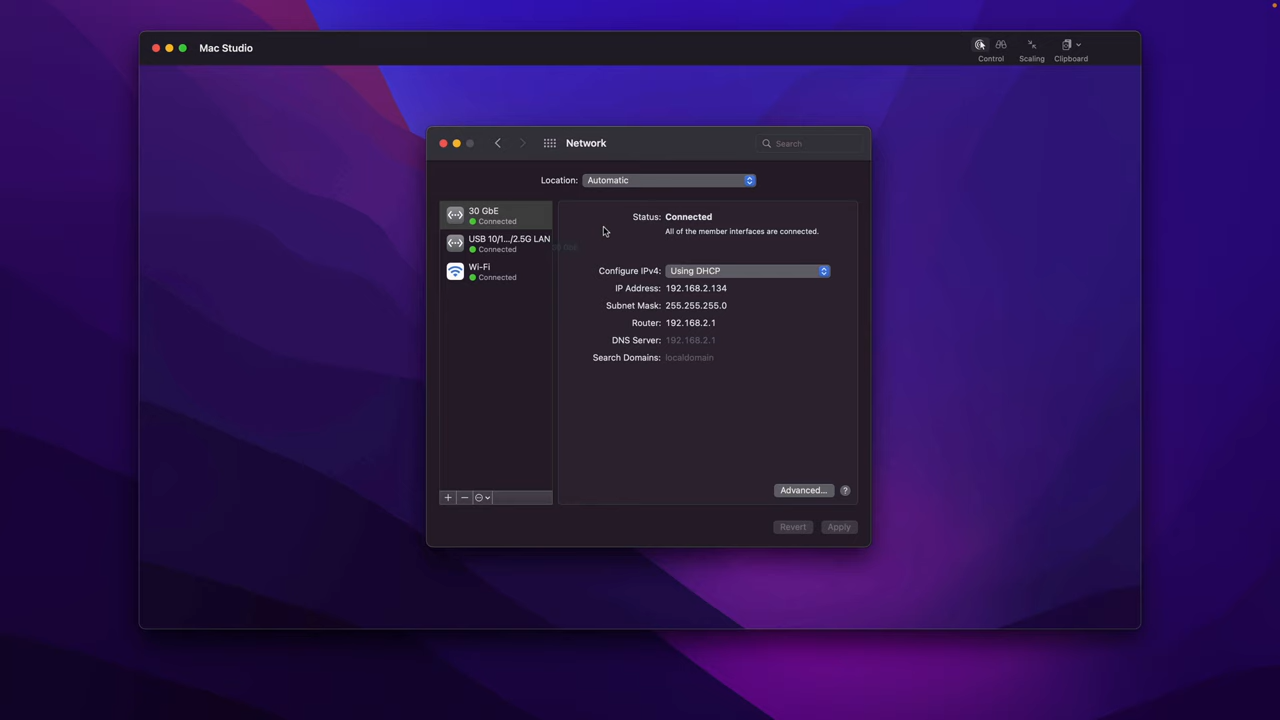 Mac Studio
Control
Scaling
Clipboard
Network
Search
Location:
Automatic
30 GbE
Connected
USB 10/1.../2.5G LAN
Connected
Wi-Fi
Connected
Status: Connected
All of the member interfaces are connected.
Configure IPv4: Using DHCP
IP Address: 192.168.2.134
Subnet Mask: 255.255.255.0
Router: 192.168.2.1
DNS Server: 192.168.2.1
Search Domains: localdomain
Advanced...
?
Revert
Apply